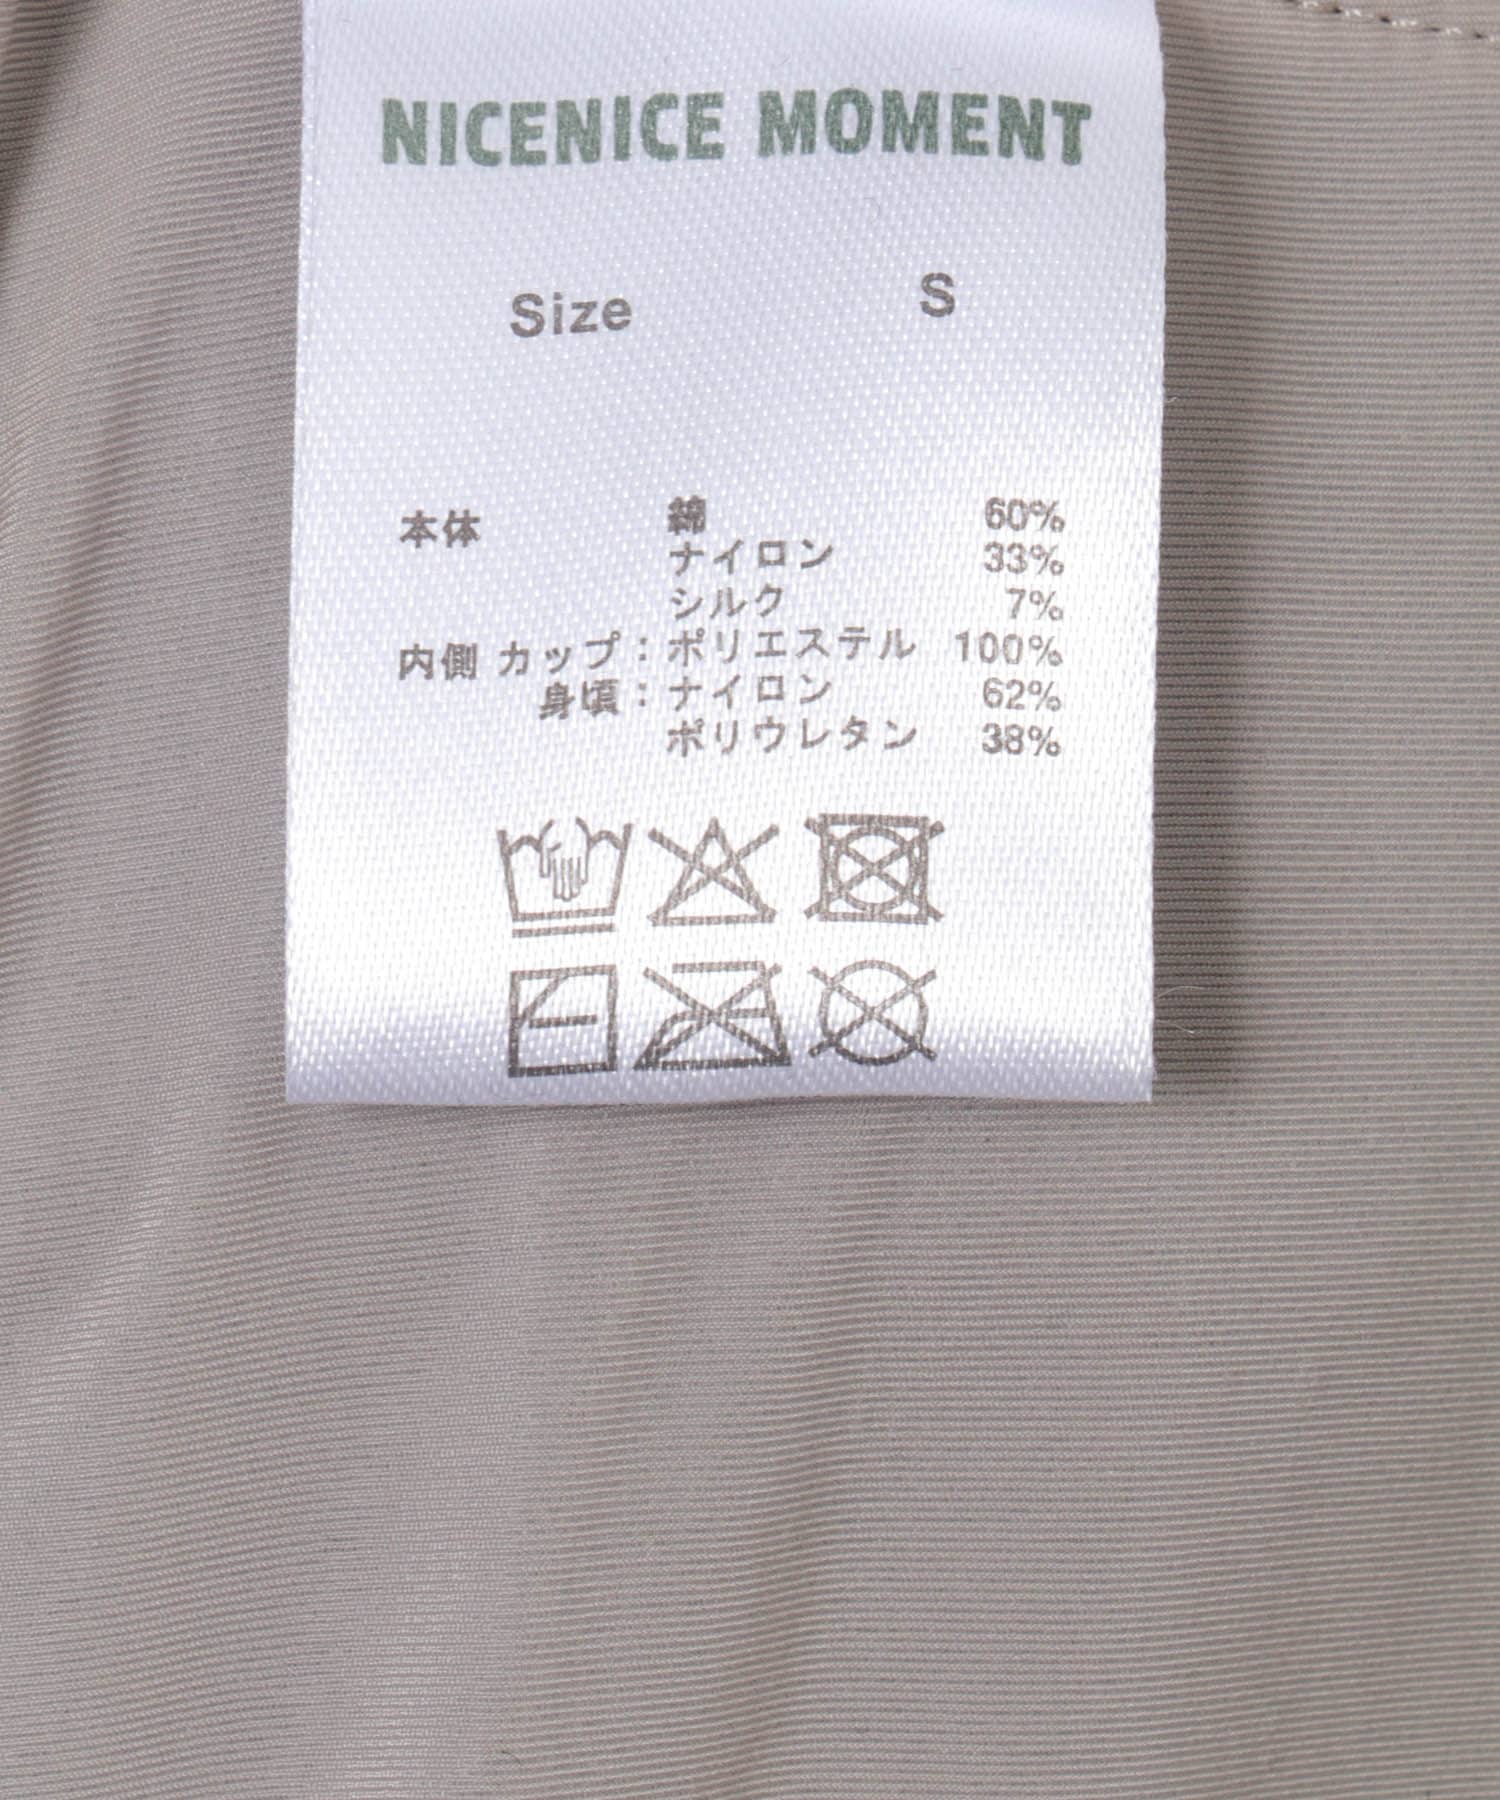 NICENICE MOMENT
Size S
本体 綿 60%
ナイロン 33%
シルク 7%
内側 カップ：ポリエステル 100%
身頃：ナイロン 62%
ポリウレタン 38%